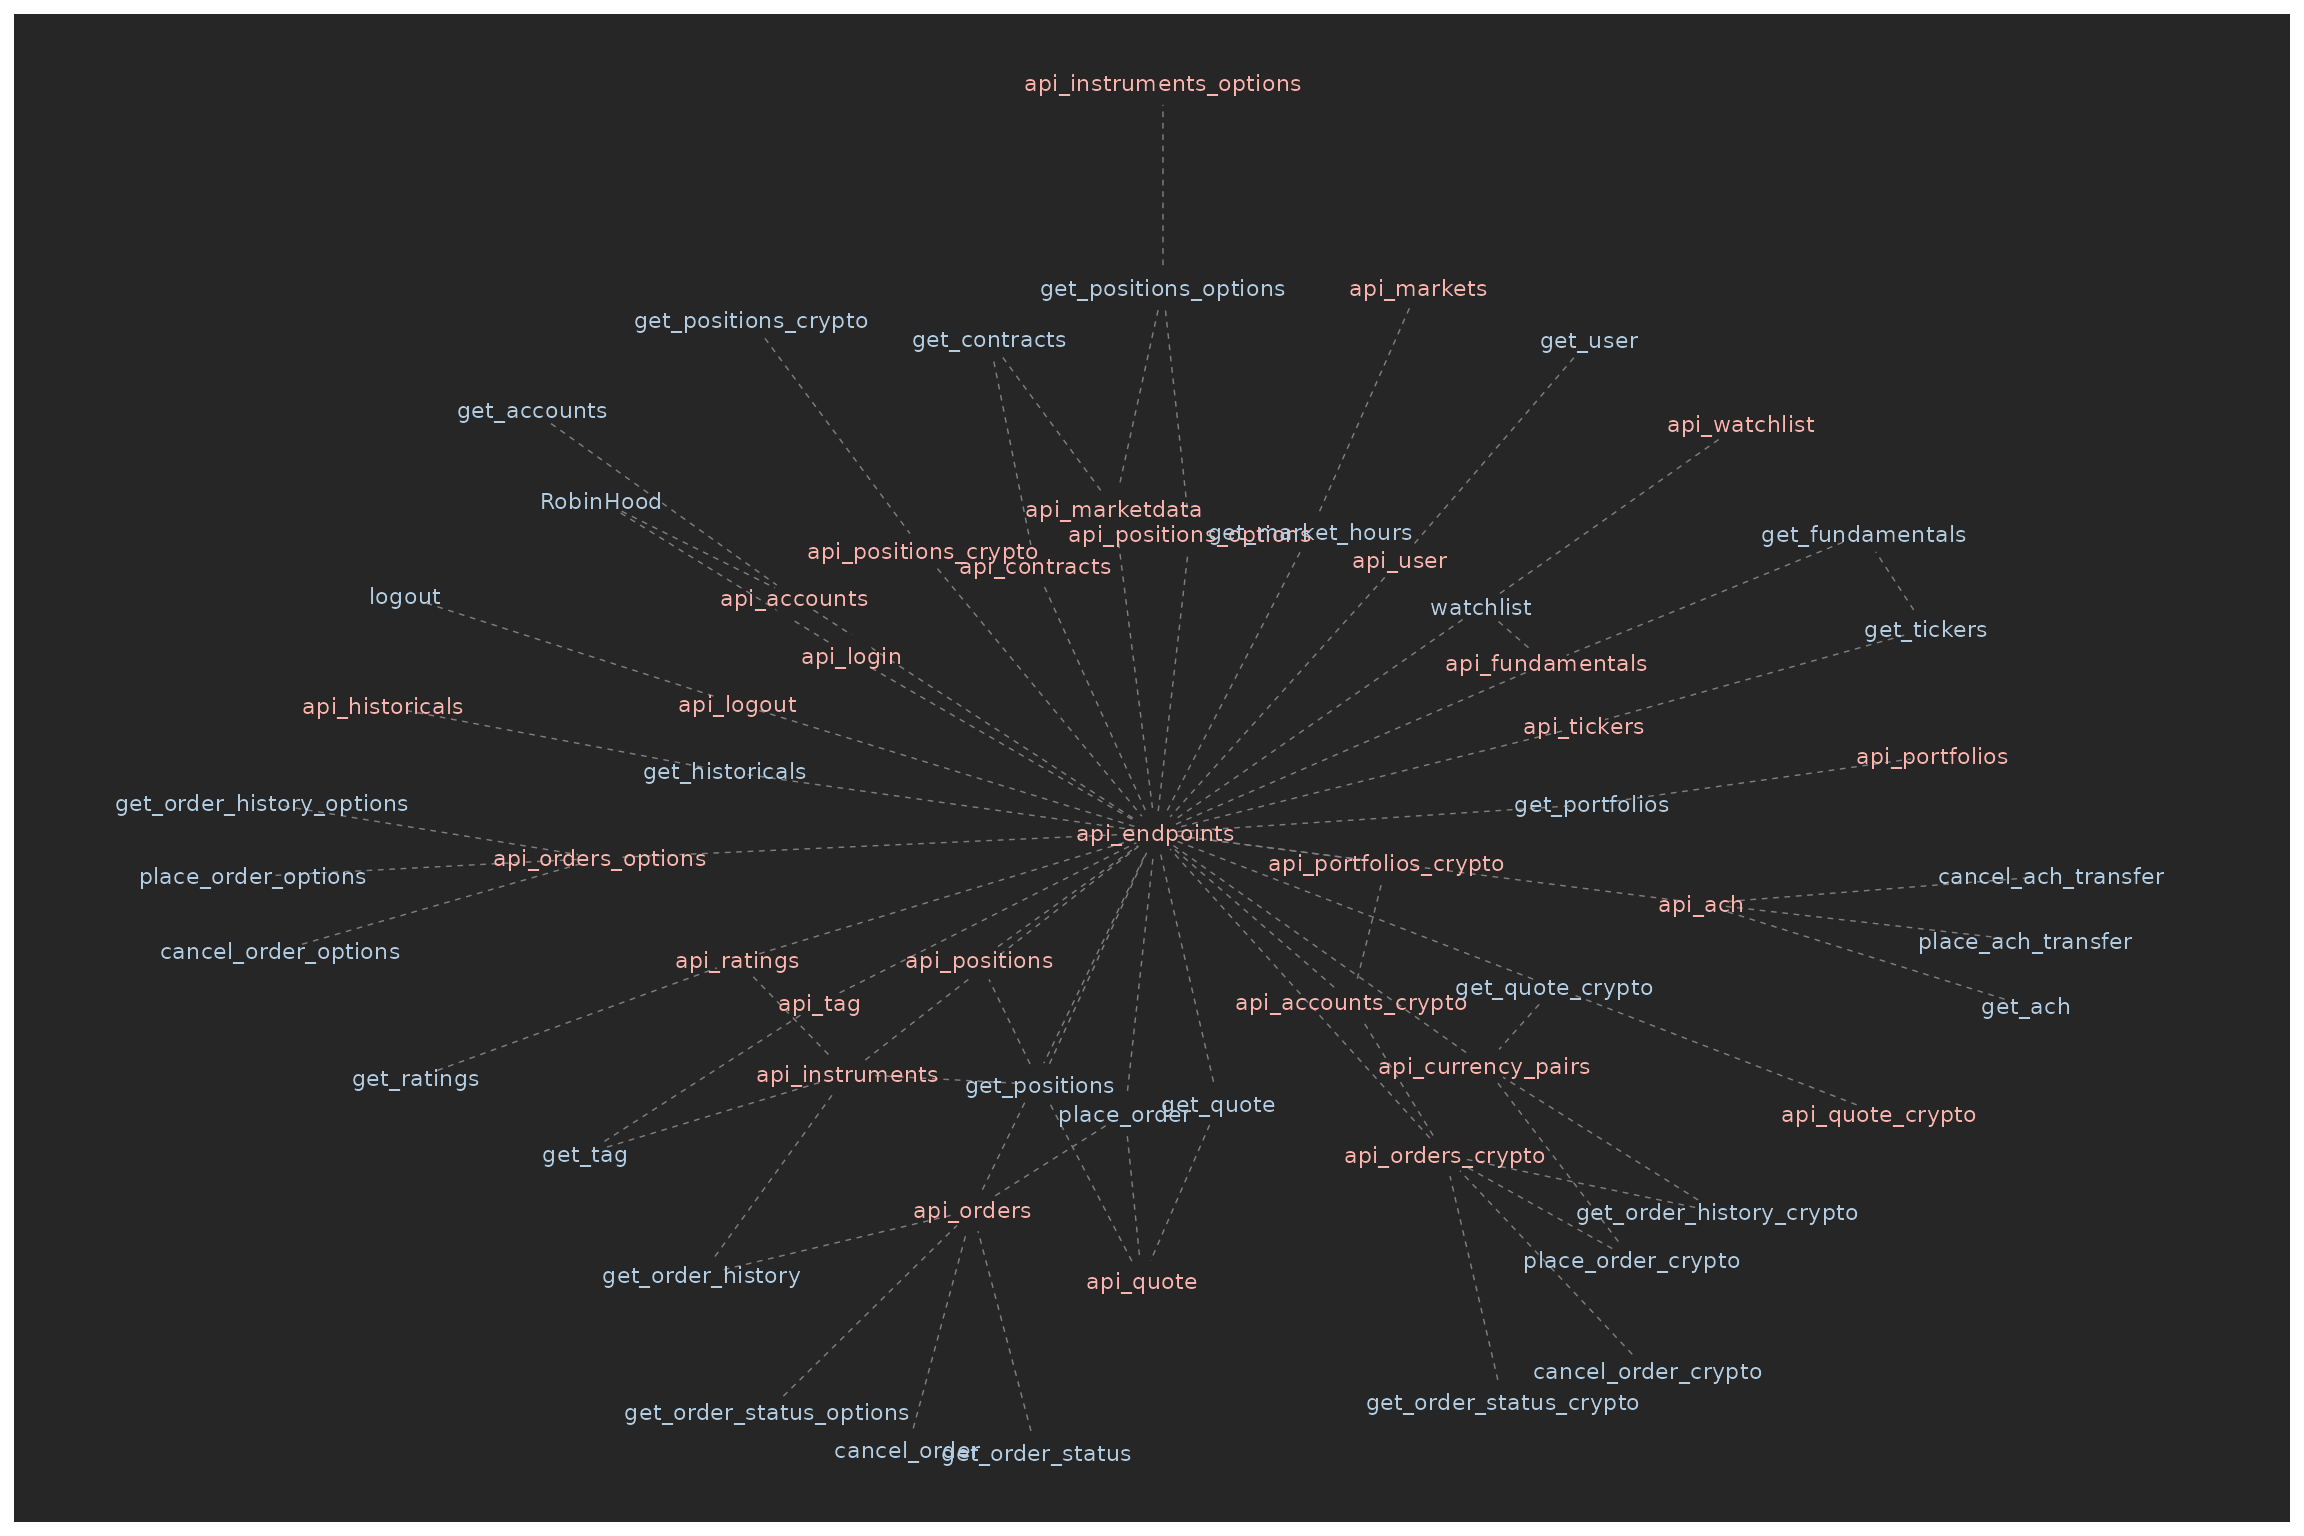 api_instruments_options
get_positions_options
api_markets
get_positions_crypto
get_contracts
get_user
get_accounts
api_watchlist
RobinHood
api_marketdata
api_positions_options
get_market_hours
get_fundamentals
api_positions_crypto
api_contracts
api_user
logout
api_accounts
watchlist
get_tickers
api_login
api_fundamentals
api_historicals
api_logout
api_tickers
get_historicals
api_portfolios
get_order_history_options
get_portfolios
api_endpoints
api_orders_options
api_portfolios_crypto
place_order_options
cancel_ach_transfer
api_ach
cancel_order_options
place_ach_transfer
api_ratings
api_positions
get_quote_crypto
api_tag
api_accounts_crypto
get_ach
get_ratings
api_instruments
get_positions
api_currency_pairs
place_order
get_quote
api_quote_crypto
get_tag
api_orders_crypto
api_orders
get_order_history_crypto
get_order_history
api_quote
place_order_crypto
cancel_order_crypto
get_order_status_options
get_order_status_crypto
cancel_order
get_order_status